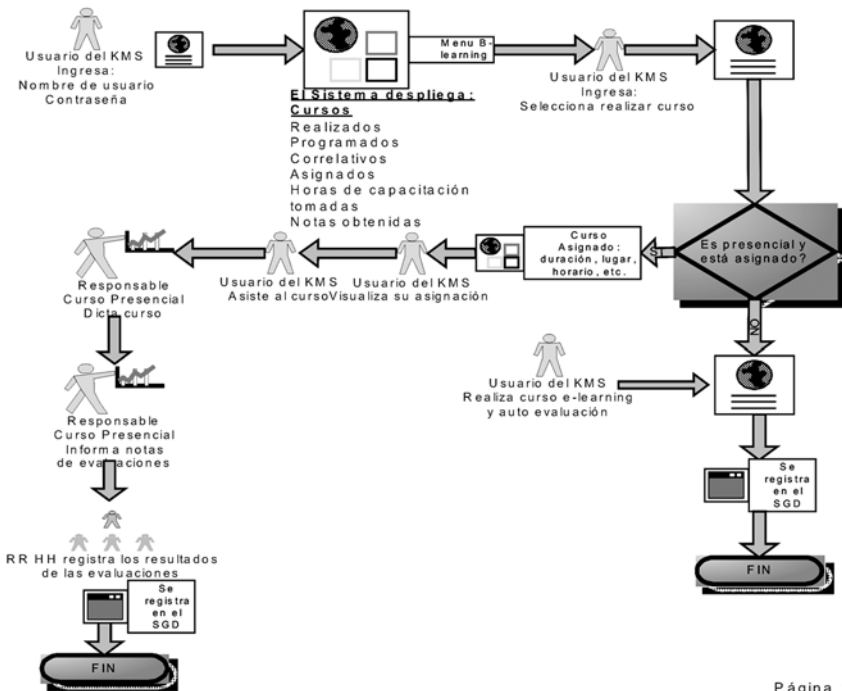 Usuario del KMS
Ingresa:
Nombre de usuario
Contraseña
Menu B-
learning
El Sistema despliega:
Cursos
Realizados
Programados
Correlativos
Asignados
Horas de capacitación
tomadas
Notas obtenidas
Usuario del KMS
Ingresa:
Selecciona realizar curso
Es presencial y
está asignado?
SI
NO
Curso
Asignado:
duración, lugar,
horario, etc.
Usuario del KMS
Visualiza su asignación
Usuario del KMS
Asiste al curso
Responsable
Curso Presencial
Dicta curso
Responsable
Curso Presencial
Informa notas
de evaluaciones
RR HH registra los resultados
de las evaluaciones
Se
registra
en el
SGD
FIN
Usuario del KMS
Realiza curso e-learning
y auto evaluación
Se
registra
en el
SGD
FIN
Página